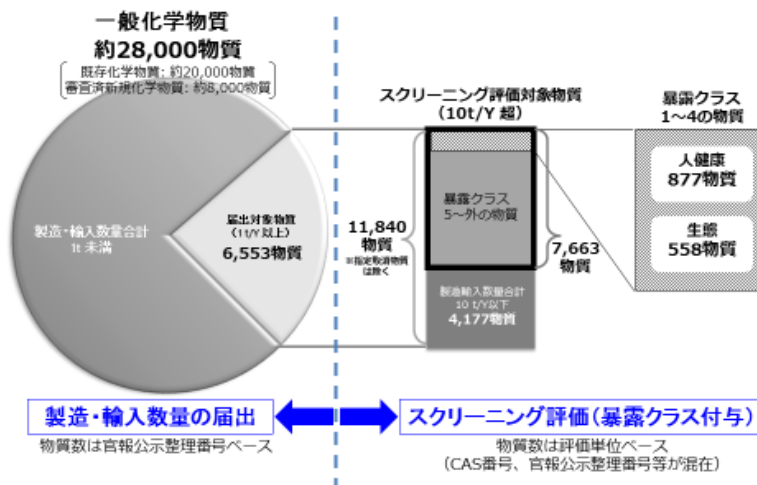 一般化学物質
約28,000物質
既存化学物質: 約20,000物質
審査済新規化学物質: 約8,000物質
製造・輸入数量合計
1t 未満
届出対象物質
(1t/Y 以上)
6,553物質
スクリーニング評価対象物質
(10t/Y 超)
暴露クラス
5～外の物質
11,840
物質
※指定取消物質
は除く
7,663
物質
製造輸入数量合計
10 t/Y以下
4,177物質
暴露クラス
1～4の物質
人健康
877物質
生態
558物質
製造・輸入数量の届出
物質数は官報公示整理番号ベース
スクリーニング評価(暴露クラス付与)
物質数は評価単位ベース
(CAS番号、官報公示整理番号等が混在)